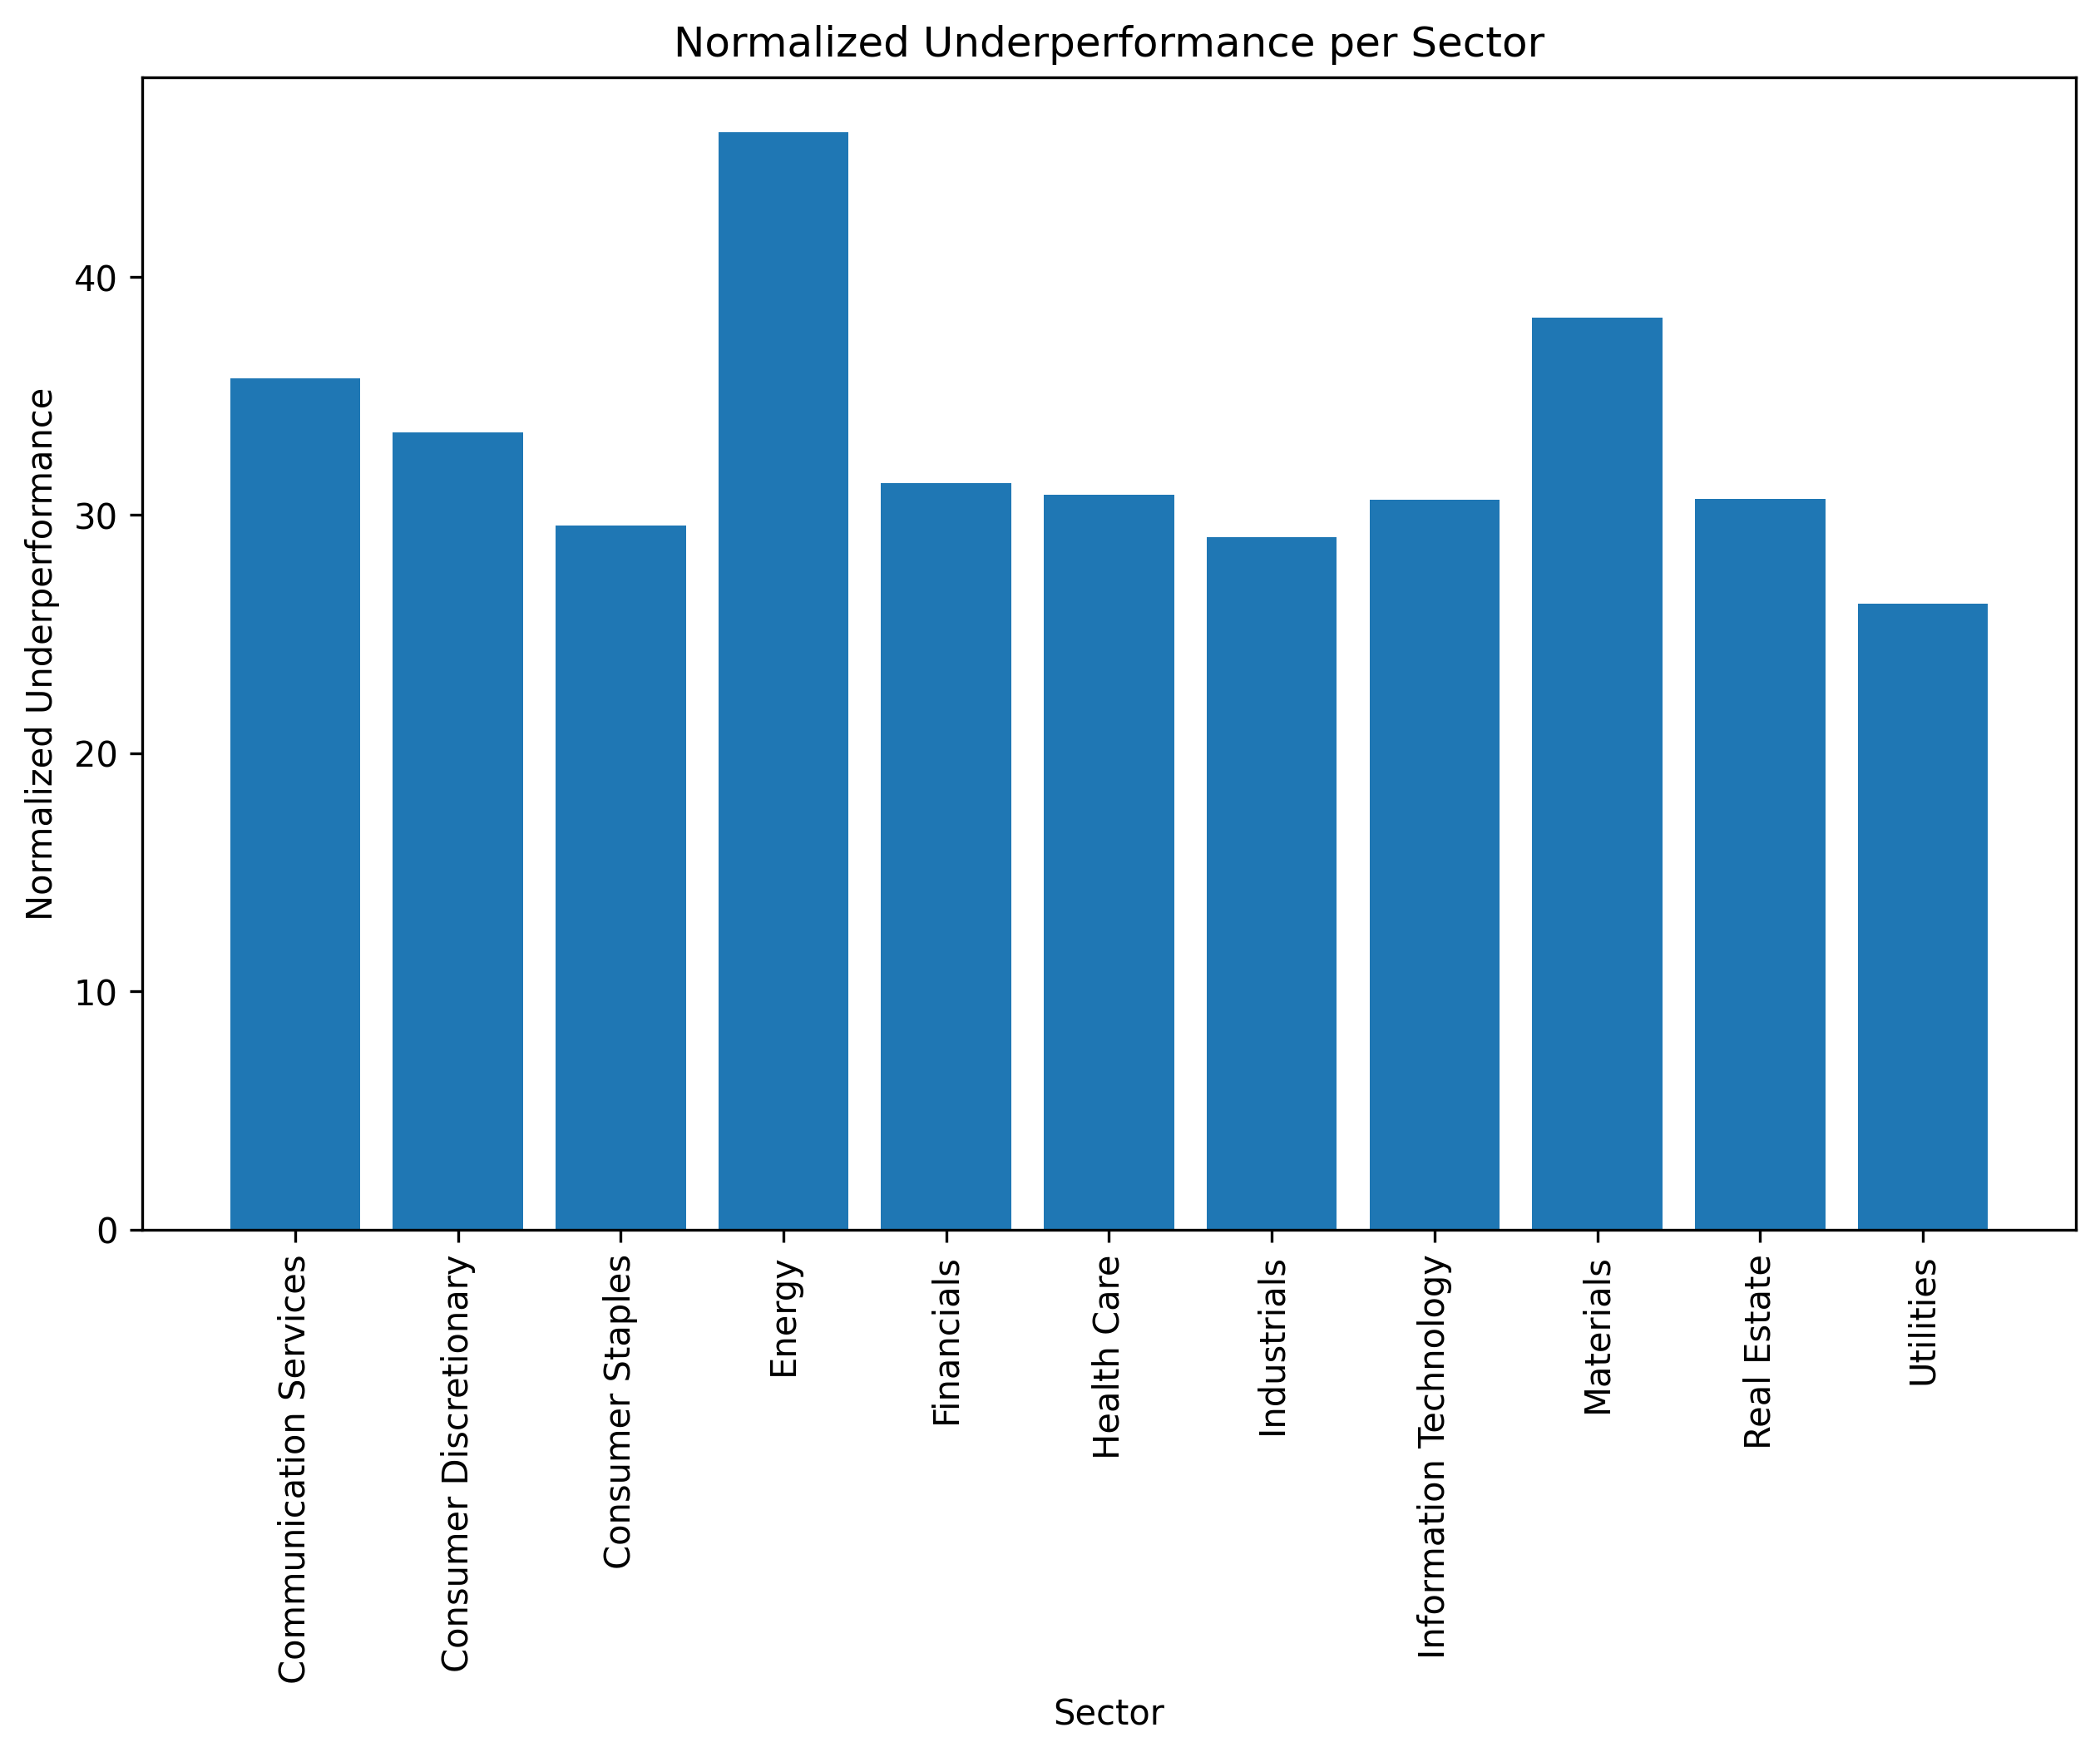 Normalized Underperformance per Sector
Normalized Underperformance
40
30
20
10
0
Communication Services
Consumer Discretionary
Consumer Staples
Energy
Financials
Health Care
Industrials
Information Technology
Materials
Real Estate
Utilities
Sector